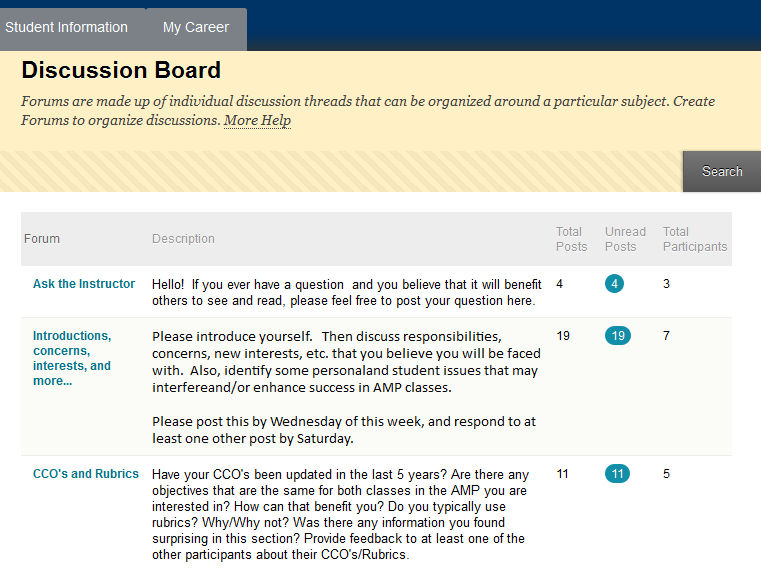 Student Information
My Career
Discussion Board
Forums are made up of individual discussion threads that can be organized around a particular subject. Create
Forums to organize discussions. More Help
Search
Forum
Description
Total
Posts
Unread
Posts
Total
Participants
Ask the Instructor
Hello!  If you ever have a question  and you believe that it will benefit
others to see and read, please feel free to post your question here.
4
4
3
Introductions,
concerns,
interests, and
more...
Please introduce yourself.  Then discuss responsibilities,
concerns, new interests, etc. that you believe you will be faced
with.  Also, identify some personaland student issues that may
interfereand/or enhance success in AMP classes.
Please post this by Wednesday of this week, and respond to at
least one other post by Saturday.
19
19
7
CCO's and Rubrics
Have your CCO's been updated in the last 5 years? Are there any
objectives that are the same for both classes in the AMP you are
interested in? How can that benefit you? Do you typically use
rubrics? Why/Why not? Was there any information you found
surprising in this section? Provide feedback to at least one of the
other participants about their CCO's/Rubrics.
11
11
5